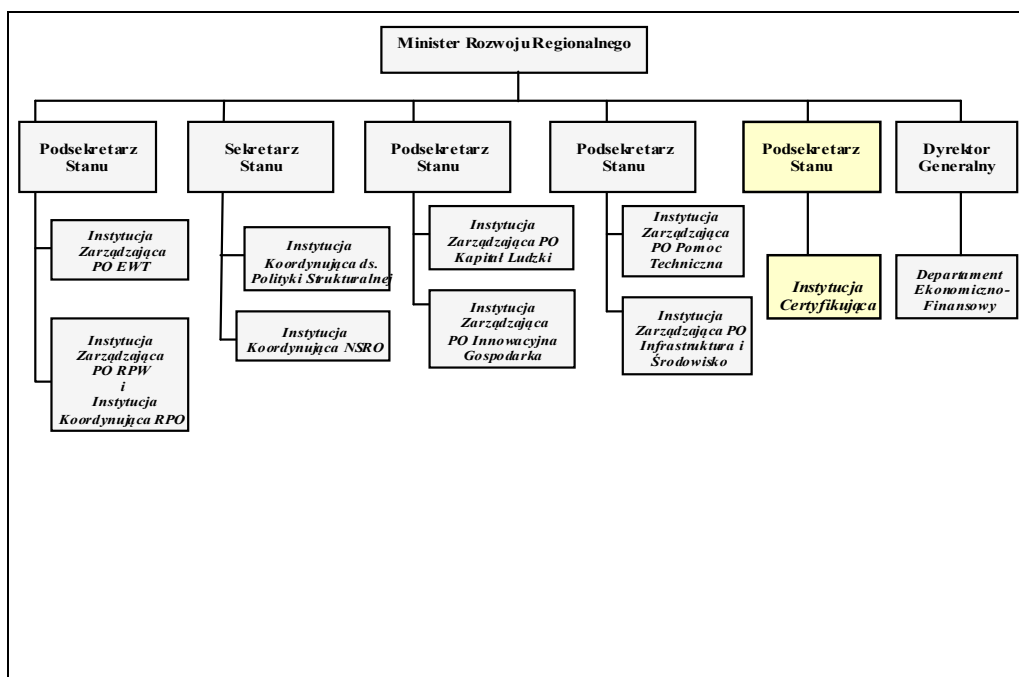 Minister Rozwoju Regionalnego
Podsekretarz
Stanu
Sekretarz
Stanu
Podsekretarz
Stanu
Podsekretarz
Stanu
Podsekretarz
Stanu
Dyrektor
Generalny
Instytucja
Zarządzająca
PO EWT
Instytucja
Zarządzająca
PO RPW
i
Instytucja
Koordynująca RPO
Instytucja
Koordynująca ds.
Polityki Strukturalnej
Instytucja
Koordynująca NSRO
Instytucja
Zarządzająca PO
Kapitał Ludzki
Instytucja
Zarządzająca
PO Innowacyjna
Gospodarka
Instytucja
Zarządzająca
PO Pomoc
Techniczna
Instytucja
Zarządzająca PO
Infrastruktura i
Środowisko
Instytucja
Certyfikująca
Departament
Ekonomiczno-
Finansowy